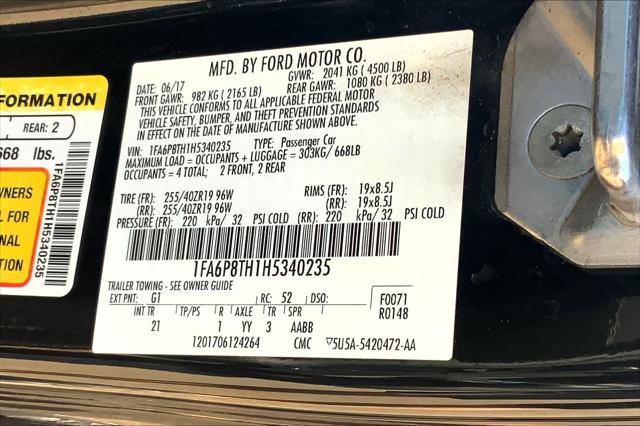 FORMATION
REAR: 2
668 lbs.
WNERS
L FOR
ONAL
ON
1FA6P8TH1H5340235
MFD. BY FORD MOTOR CO.
DATE: 06/17 GVWR: 2041 KG ( 4500 LB)
FRONT GAWR: 982 KG ( 2165 LB) REAR GAWR: 1080 KG ( 2380 LB)
THIS VEHICLE CONFORMS TO ALL APPLICABLE FEDERAL MOTOR
VEHICLE SAFETY, BUMPER, AND THEFT PREVENTION STANDARDS
IN EFFECT ON THE DATE OF MANUFACTURE SHOWN ABOVE.
VIN: 1FA6P8TH1H5340235 TYPE: Passenger Car
MAXIMUM LOAD = OCCUPANTS + LUGGAGE = 303KG/ 668LB
OCCUPANTS = 4 TOTAL; 2 FRONT, 2 REAR
TIRE (FR): 255/40ZR19 96W RIMS (FR): 19x8.5J
(RR): 255/40ZR19 96W (RR): 19x8.5J
PRESSURE (FR): 220 kPa/ 32 PSI COLD (RR): 220 kPa/ 32 PSI COLD
1FA6P8TH1H5340235
TRAILER TOWING - SEE OWNER GUIDE
EXT PNT: G1 RC: 52 DSO: F0071
R0148
INT TR TP/PS R AXLE TR SPR
21 1 YY 3 AABB
1201706124264 CMC ▽5U5A-5420472-AA